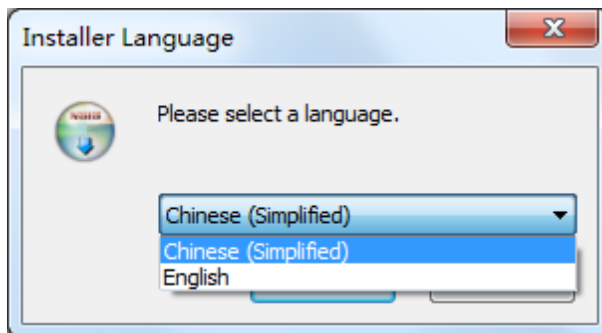 Installer Language
Please select a language.
Chinese (Simplified)
Chinese (Simplified)
English